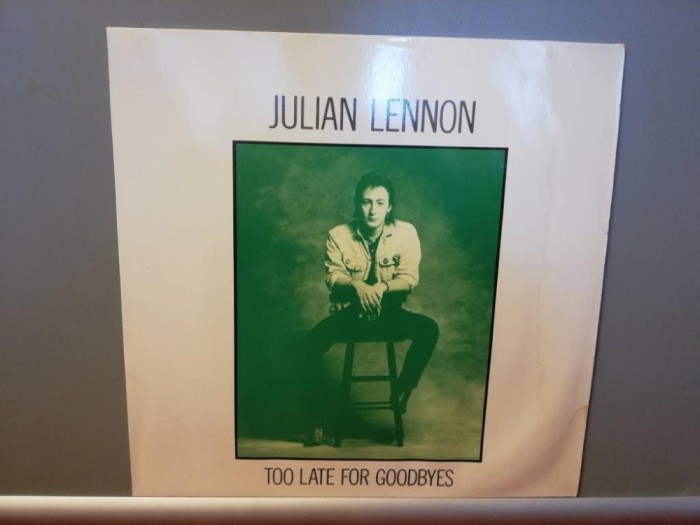 JULIAN LENNON
TOO LATE FOR GOODBYES